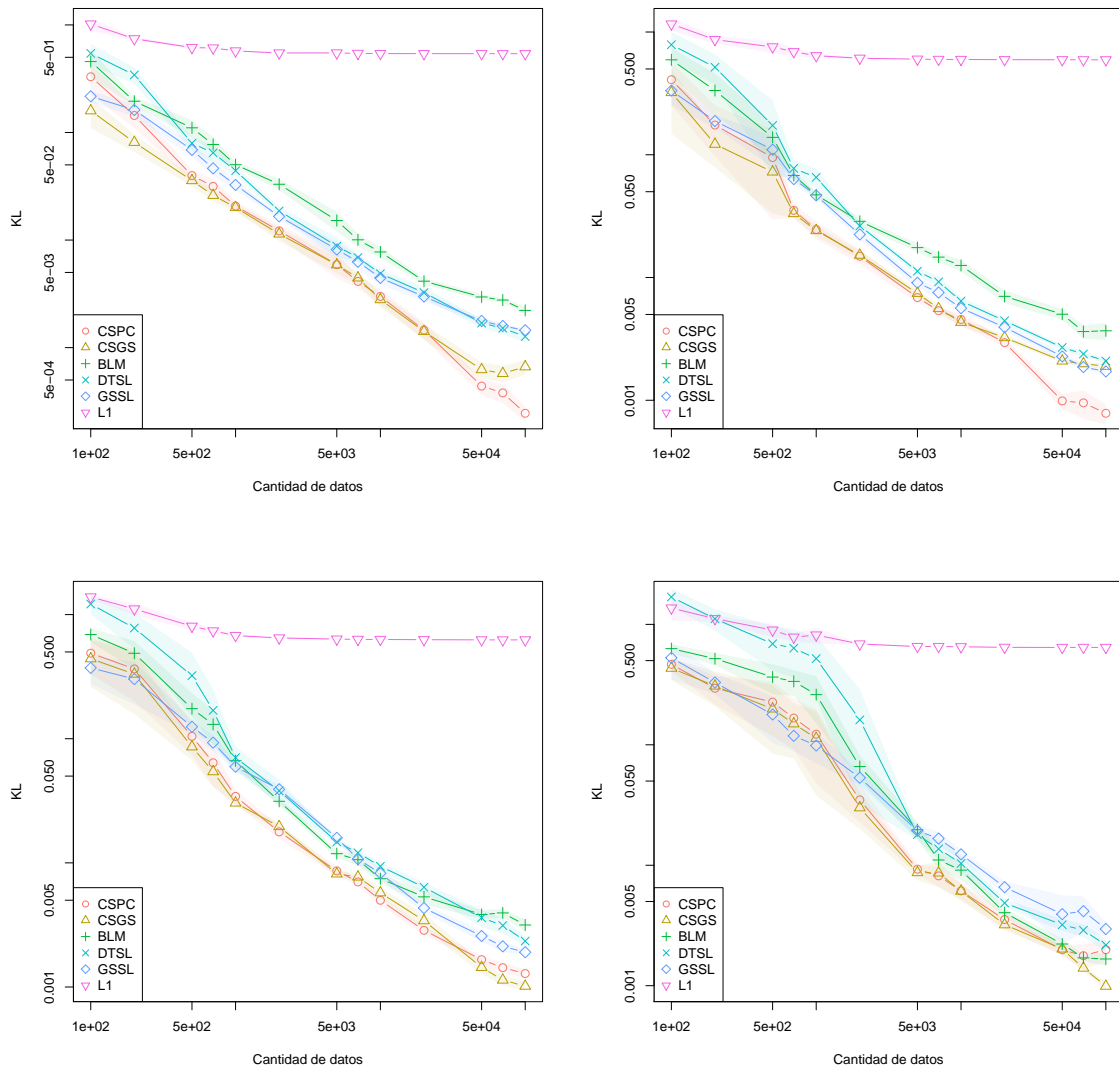 5e-01
5e-02
5e-03
5e-04
KL
CSPC
CSGS
BLM
DTSL
GSSL
L1
1e+02 5e+02 5e+03 5e+04
Cantidad de datos
0.500
0.050
0.005
0.001
KL
CSPC
CSGS
BLM
DTSL
GSSL
L1
1e+02 5e+02 5e+03 5e+04
Cantidad de datos
0.500
0.050
0.005
0.001
KL
CSPC
CSGS
BLM
DTSL
GSSL
L1
1e+02 5e+02 5e+03 5e+04
Cantidad de datos
0.500
0.050
0.005
0.001
KL
CSPC
CSGS
BLM
DTSL
GSSL
L1
1e+02 5e+02 5e+03 5e+04
Cantidad de datos